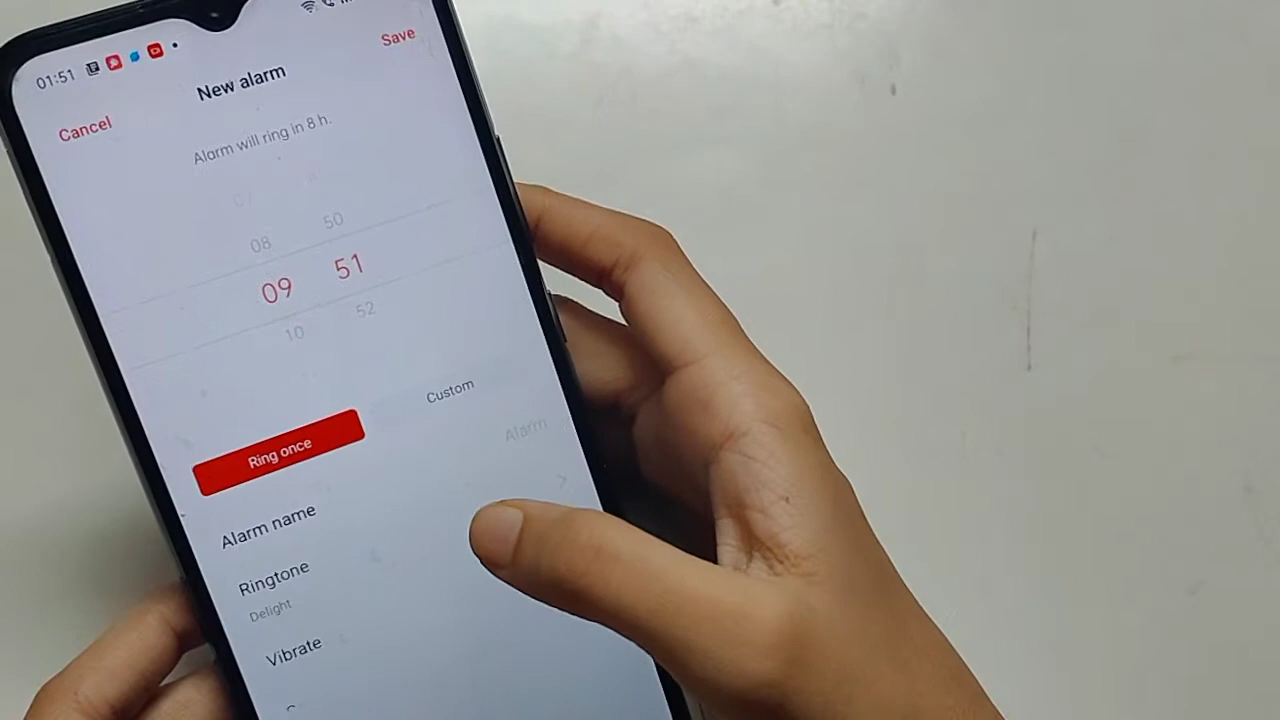 01:51
Save
New alarm
Cancel
Alarm will ring in 8 h.
08 50
09 51
10 52
Ring once Custom
Alarm name Alarm
Ringtone
Delight
Vibrate